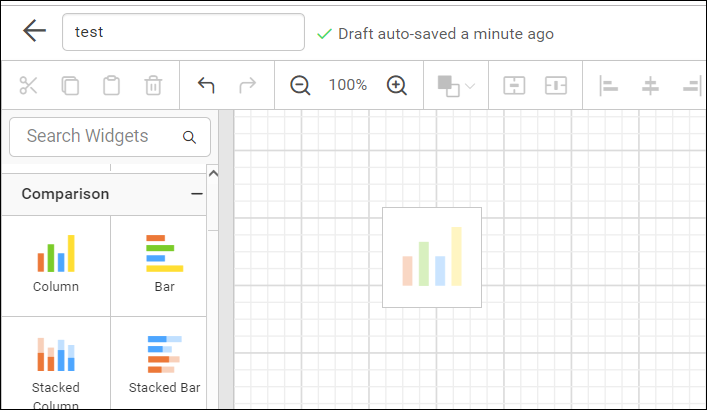 test
Draft auto-saved a minute ago
100%
Search Widgets
Comparison
Column
Bar
Stacked
Column
Stacked Bar